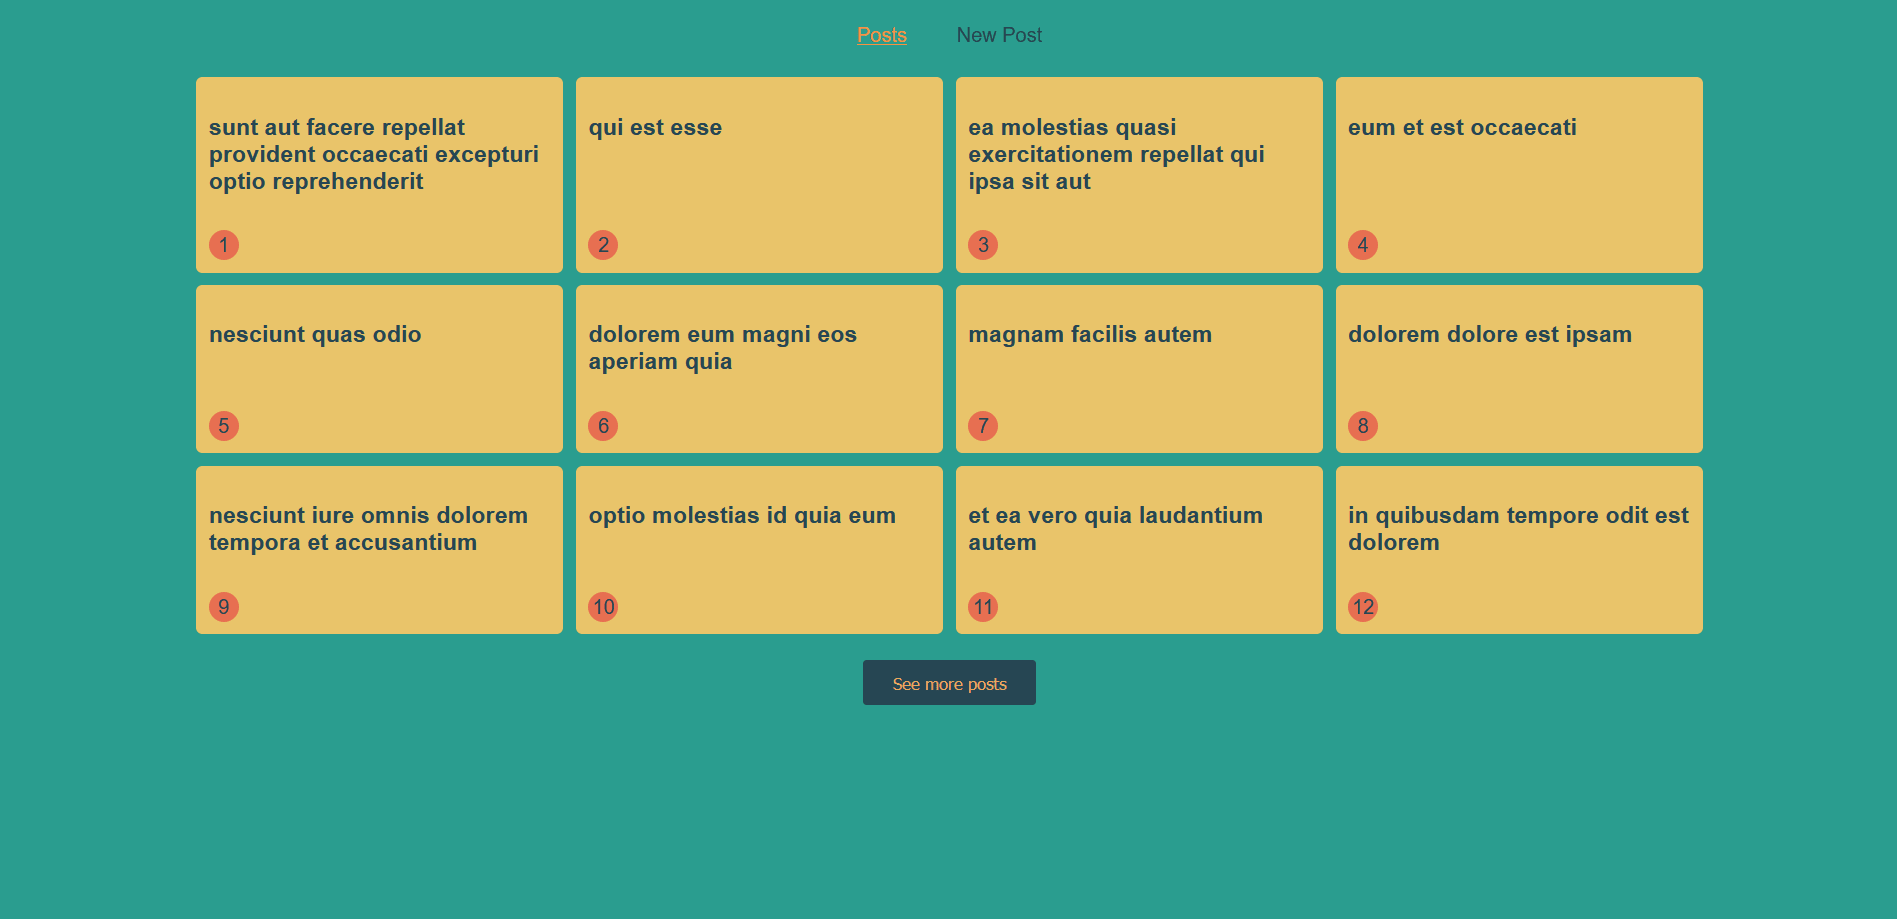 Posts
New Post
sunt aut facere repellat
provident occaecati excepturi
optio reprehenderit
1
qui est esse
2
ea molestias quasi
exercitationem repellat qui
ipsa sit aut
3
eum et est occaecati
4
nesciunt quas odio
5
dolorem eum magni eos
aperiam quia
6
magnam facilis autem
7
dolorem dolore est ipsam
8
nesciunt iure omnis dolorem
tempora et accusantium
9
optio molestias id quia eum
10
et ea vero quia laudantium
autem
11
in quibusdam tempore odit est
dolorem
12
See more posts